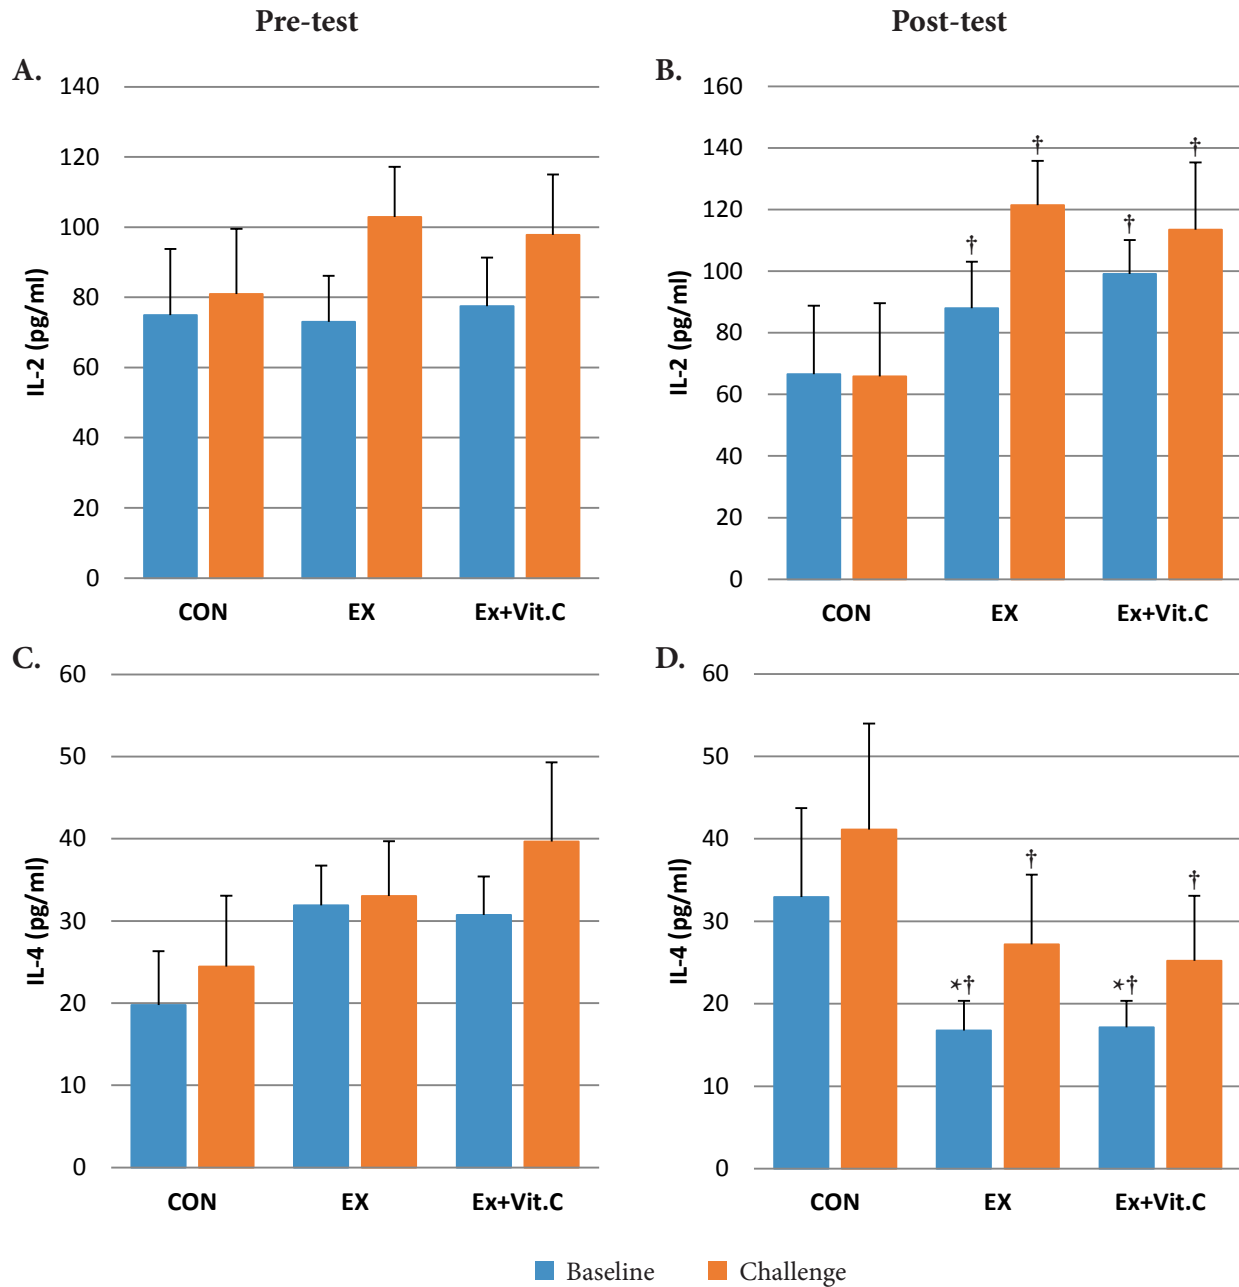 Pre-test
Post-test
A.
140
120
100
80
60
40
20
0
IL-2 (pg/ml)
CON EX Ex+Vit.C
B.
160
140
120
100
80
60
40
20
0
IL-2 (pg/ml)
† † † †
CON EX Ex+Vit.C
C.
60
50
40
30
20
10
0
IL-4 (pg/ml)
CON EX Ex+Vit.C
D.
60
50
40
30
20
10
0
IL-4 (pg/ml)
*† † *† †
CON EX Ex+Vit.C
Baseline Challenge